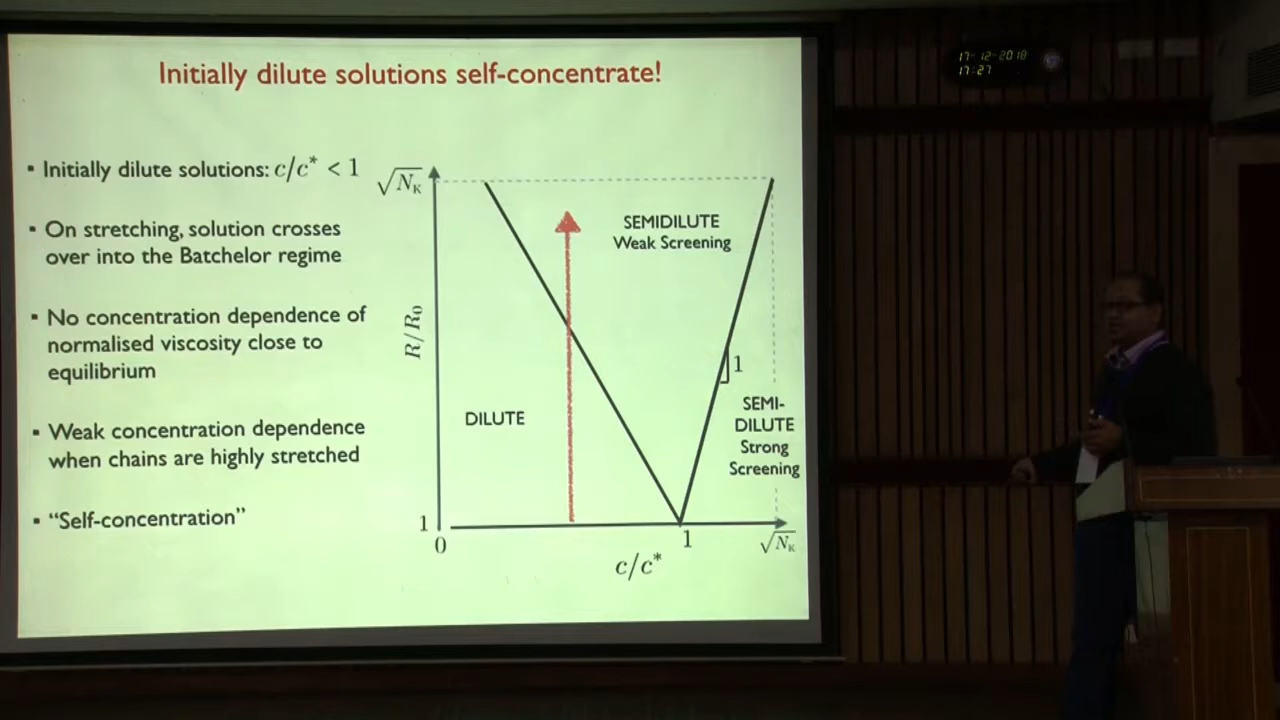 Initially dilute solutions self-concentrate!
▪ Initially dilute solutions: c/c* < 1
▪ On stretching, solution crosses
over into the Batchelor regime
▪ No concentration dependence of
normalised viscosity close to
equilibrium
▪ Weak concentration dependence
when chains are highly stretched
▪ “Self-concentration”
√N_K
R/R₀
1
0
SEMIDILUTE
Weak Screening
DILUTE
1
SEMI-
DILUTE
Strong
Screening
1
√N_K
c/c*
17-12-2018
17:27